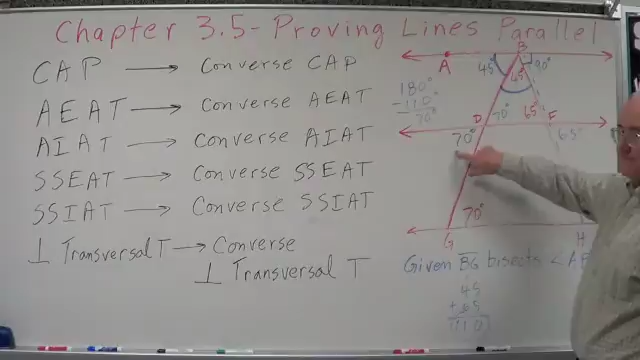 Chapter 3.5- Proving Lines Parallel
CAP → Converse CAP
AEAT → Converse AEAT
AIAT → Converse AIAT
SSEAT → Converse SSEAT
SSIAT → Converse SSIAT
⊥ Transversal T → Converse
⊥ Transversal T
B
A 45° 90°
180°
-110°
70°
D 70° 65° E
70° 65°
70°
G H
Given BG bisects <A
45
110